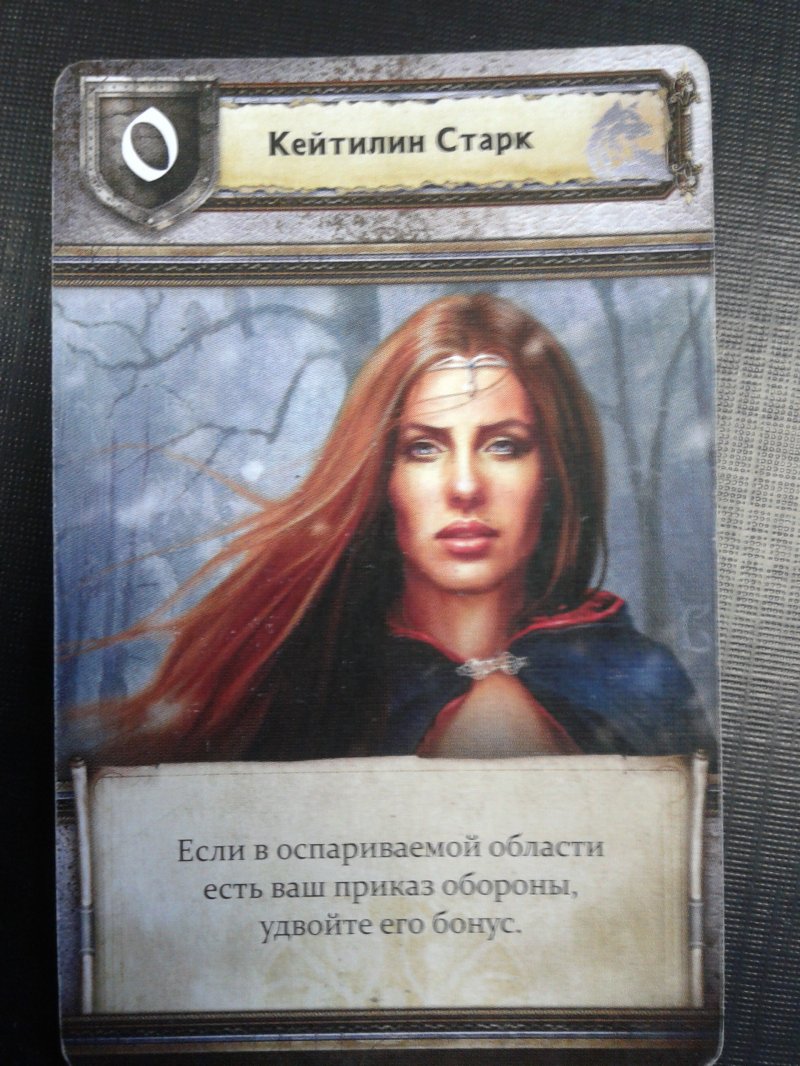 0
Кейтилин Старк
Если в оспариваемой области
есть ваш приказ обороны,
удвойте его бонус.